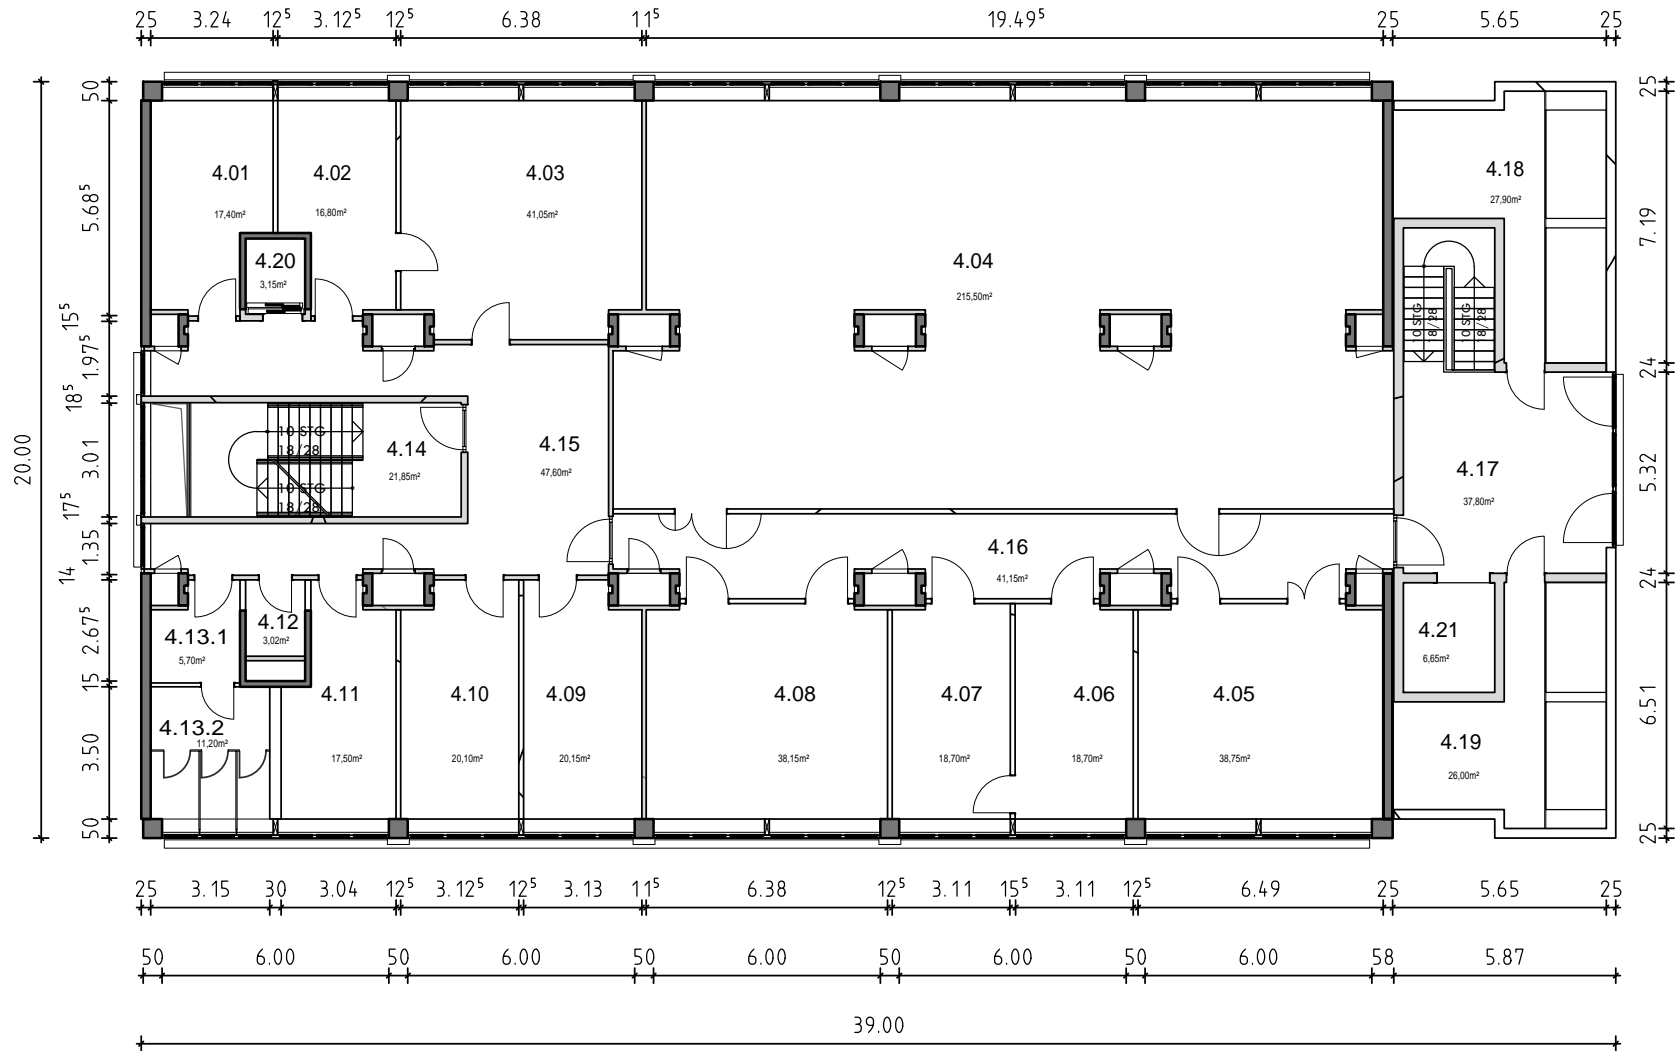 25 3.24 12⁵ 3.12⁵ 12⁵ 6.38 11⁵ 19.49⁵ 25 5.65 25
20.00
50 5.68⁵ 15⁵ 1.97⁵ 18⁵ 3.01 17⁵ 1.35 14 2.67⁵ 15 3.50 50
4.01
17,40m²
4.02
16,80m²
4.03
41,05m²
4.20
3,15m²
4.04
215,50m²
4.18
27,90m²
10 STG
18/28
10 STG
18/28
10 STG
18/28
10 STG
18/28
4.14
21,85m²
4.15
47,60m²
4.17
37,80m²
4.16
41,15m²
4.12
3,02m²
4.13.1
5,70m²
4.13.2
11,20m²
4.11
17,50m²
4.10
20,10m²
4.09
20,15m²
4.08
38,15m²
4.07
18,70m²
4.06
18,70m²
4.05
38,75m²
4.21
6,65m²
4.19
26,00m²
25 7.19 24 5.32 24 6.51 25
25 3.15 30 3.04 12⁵ 3.12⁵ 12⁵ 3.13 11⁵ 6.38 12⁵ 3.11 15⁵ 3.11 12⁵ 6.49 25 5.65 25
50 6.00 50 6.00 50 6.00 50 6.00 50 6.00 58 5.87
39.00